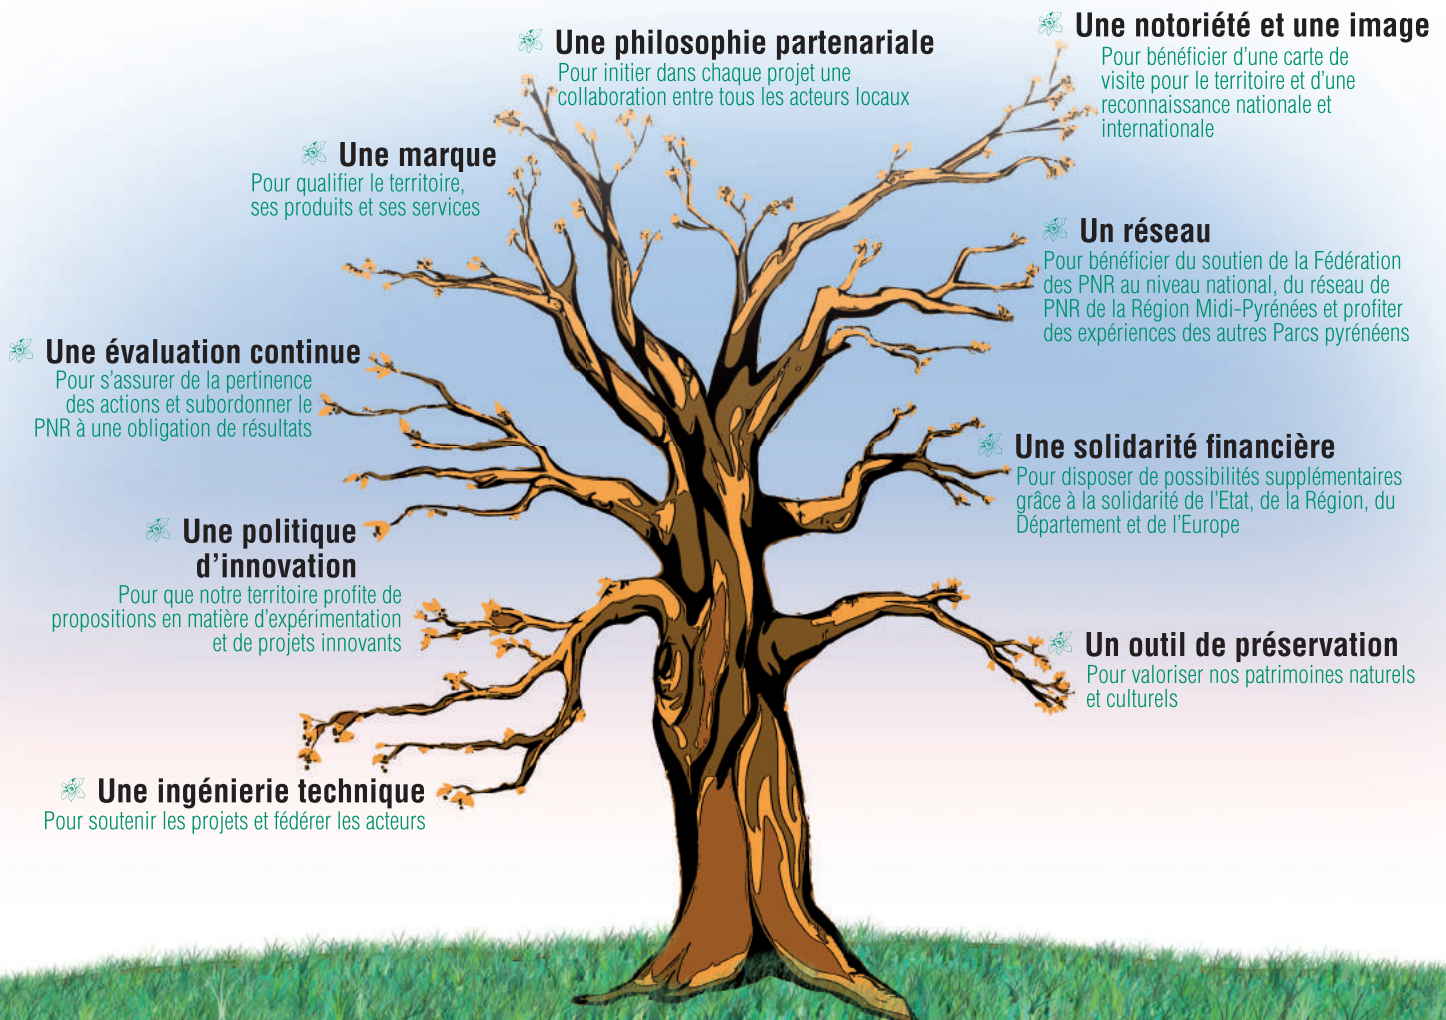 Une philosophie partenariale
Pour initier dans chaque projet une
collaboration entre tous les acteurs locaux
Une notoriété et une image
Pour bénéficier d'une carte de
visite pour le territoire et d'une
reconnaissance nationale et
internationale
Une marque
Pour qualifier le territoire,
ses produits et ses services
Un réseau
Pour bénéficier du soutien de la Fédération
des PNR au niveau national, du réseau de
PNR de la Région Midi-Pyrénées et profiter
des expériences des autres Parcs pyrénéens
Une évaluation continue
Pour s'assurer de la pertinence
des actions et subordonner le
PNR à une obligation de résultats
Une solidarité financière
Pour disposer de possibilités supplémentaires
grâce à la solidarité de l'Etat, de la Région, du
Département et de l'Europe
Une politique
d'innovation
Pour que notre territoire profite de
propositions en matière d'expérimentation
et de projets innovants
Un outil de préservation
Pour valoriser nos patrimoines naturels
et culturels
Une ingénierie technique
Pour soutenir les projets et fédérer les acteurs